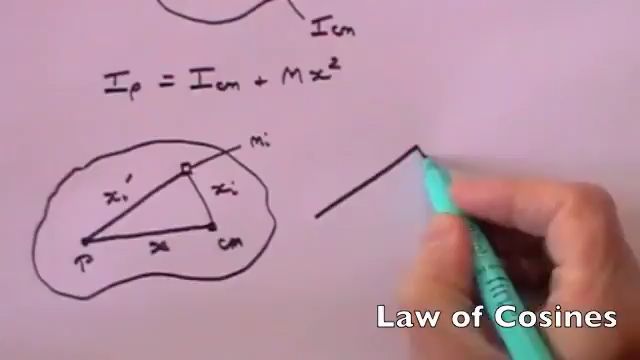 Icm
Ip = Icm + Mx²
mi
xi' xi
P x cm
Law of Cosines